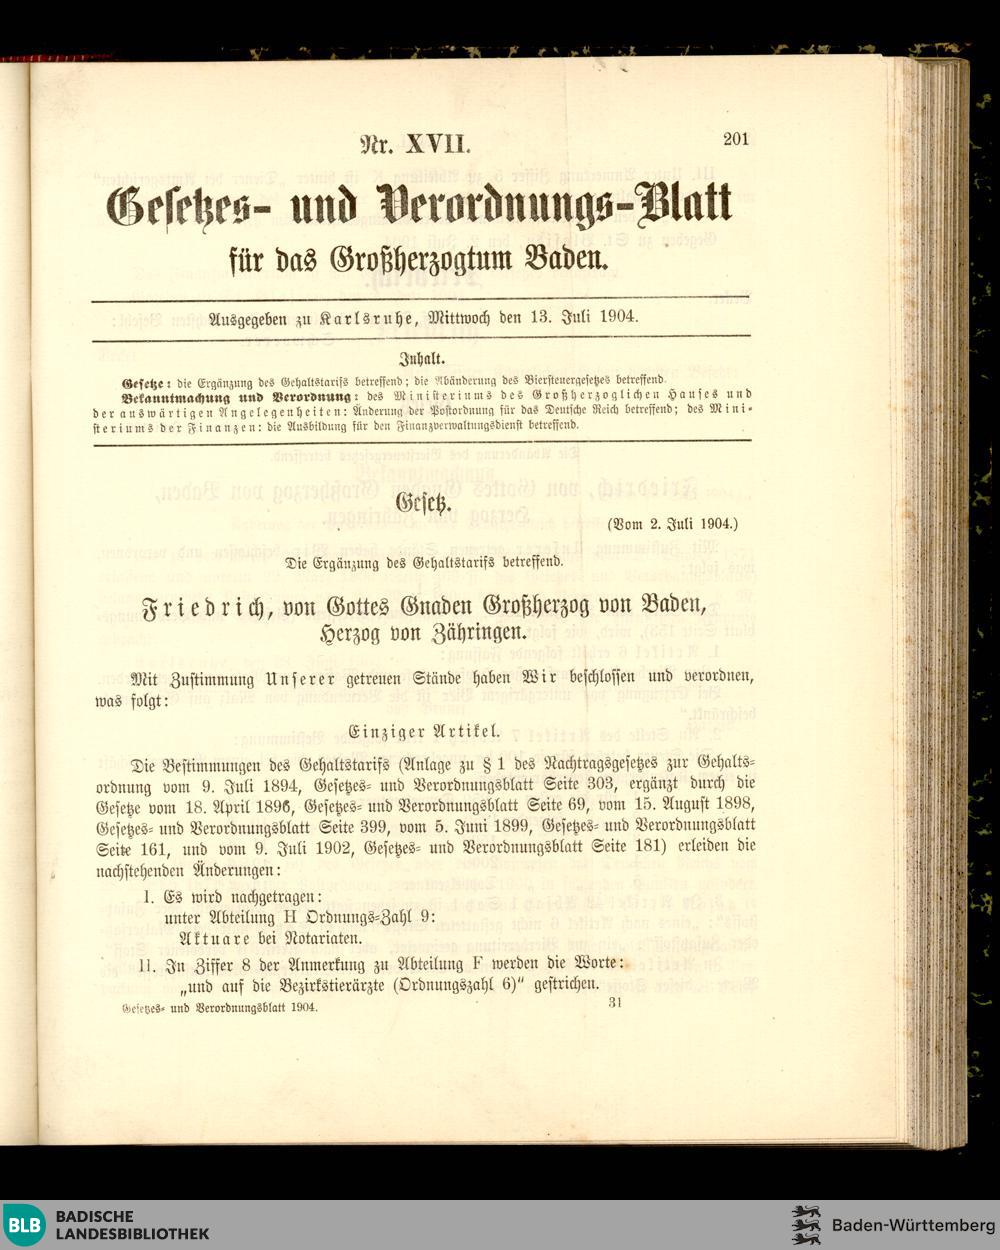 Nr. XVII.
201
Gesetzes- und Verordnungs-Blatt
für das Großherzogtum Baden.
Ausgegeben zu Karlsruhe, Mittwoch den 13. Juli 1904.
Inhalt.
Gesetze: die Ergänzung des Gehaltstarifs betreffend; die Abänderung des Biersteuergesetzes betreffend.
Bekanntmachung und Verordnung: des Ministeriums des Großherzoglichen Hauses und
der auswärtigen Angelegenheiten: Änderung der Postordnung für das Deutsche Reich betreffend; des Mini-
steriums der Finanzen: die Ausbildung für den Finanzverwaltungsdienst betreffend.
Gesetz.
(Vom 2. Juli 1904.)
Die Ergänzung des Gehaltstarifs betreffend.
Friedrich, von Gottes Gnaden Großherzog von Baden,
Herzog von Zähringen.
Mit Zustimmung Unserer getreuen Stände haben Wir beschlossen und verordnen,
was folgt:
Einziger Artikel.
Die Bestimmungen des Gehaltstarifs (Anlage zu § 1 des Nachtragsgesetzes zur Gehalts-
ordnung vom 9. Juli 1894, Gesetzes- und Verordnungsblatt Seite 303, ergänzt durch die
Gesetze vom 18. April 1896, Gesetzes- und Verordnungsblatt Seite 69, vom 15. August 1898,
Gesetzes- und Verordnungsblatt Seite 399, vom 5. Juni 1899, Gesetzes- und Verordnungsblatt
Seite 161, und vom 9. Juli 1902, Gesetzes- und Verordnungsblatt Seite 181) erleiden die
nachstehenden Änderungen:
I. Es wird nachgetragen:
unter Abteilung H Ordnungs-Zahl 9:
Aktuare bei Notariaten.
II. In Ziffer 8 der Anmerkung zu Abteilung F werden die Worte:
„und auf die Bezirkstierärzte (Ordnungszahl 6)“ gestrichen.
Gesetzes- und Verordnungsblatt 1904.
31
BLB BADISCHE
LANDESBIBLIOTHEK
Baden-Württemberg